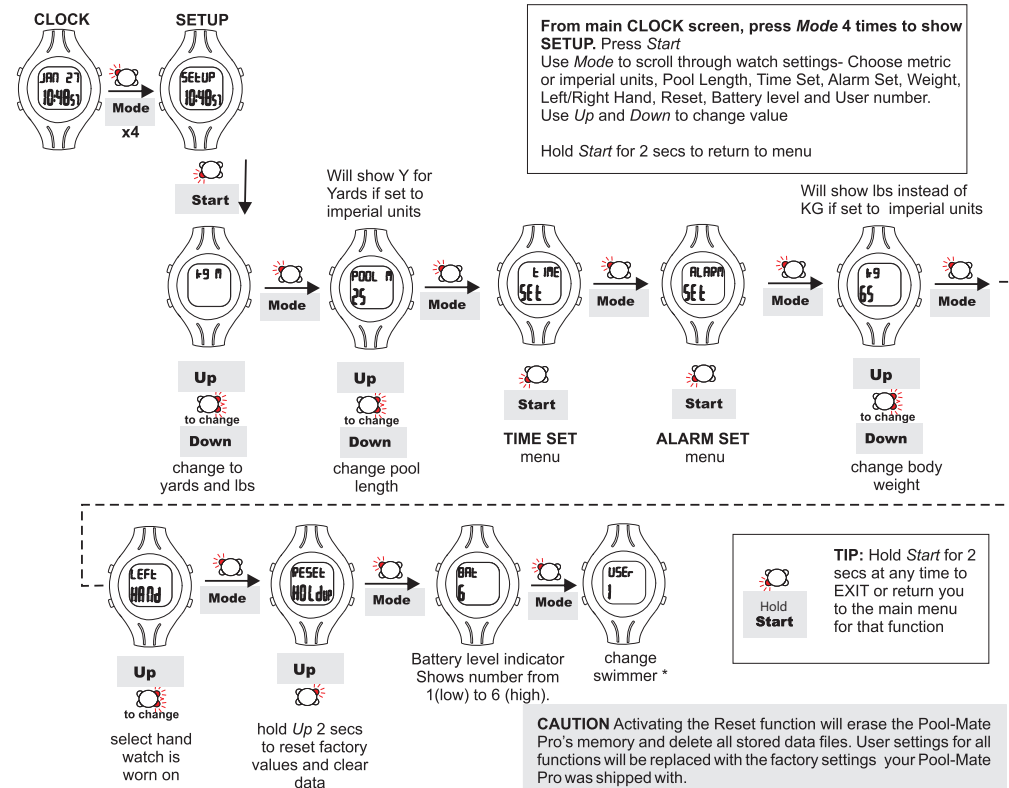 CLOCK
SETUP
JAN 27
10:48 57
Mode
x4
SEtUP
10:48 57
From main CLOCK screen, press Mode 4 times to show
SETUP. Press Start
Use Mode to scroll through watch settings- Choose metric
or imperial units, Pool Length, Time Set, Alarm Set, Weight,
Left/Right Hand, Reset, Battery level and User number.
Use Up and Down to change value
Hold Start for 2 secs to return to menu
Start
Will show Y for
Yards if set to
imperial units
Will show lbs instead of
KG if set to imperial units
kg M
Mode
POOL M
25
Mode
tIME
SEt
Mode
ALARM
SEt
Mode
kg
65
Mode
Up
to change
Down
change to
yards and lbs
Up
to change
Down
change pool
length
Start
TIME SET
menu
Start
ALARM SET
menu
Up
to change
Down
change body
weight
LEFt
HANd
Mode
RESEt
HOLdup
Mode
BAt
6
Mode
USEr
1
Up
to change
select hand
watch is
worn on
Up
hold Up 2 secs
to reset factory
values and clear
data
Battery level indicator
Shows number from
1(low) to 6 (high).
change
swimmer *
Hold
Start
TIP: Hold Start for 2
secs at any time to
EXIT or return you
to the main menu
for that function
CAUTION Activating the Reset function will erase the Pool-Mate
Pro's memory and delete all stored data files. User settings for all
functions will be replaced with the factory settings your Pool-Mate
Pro was shipped with.